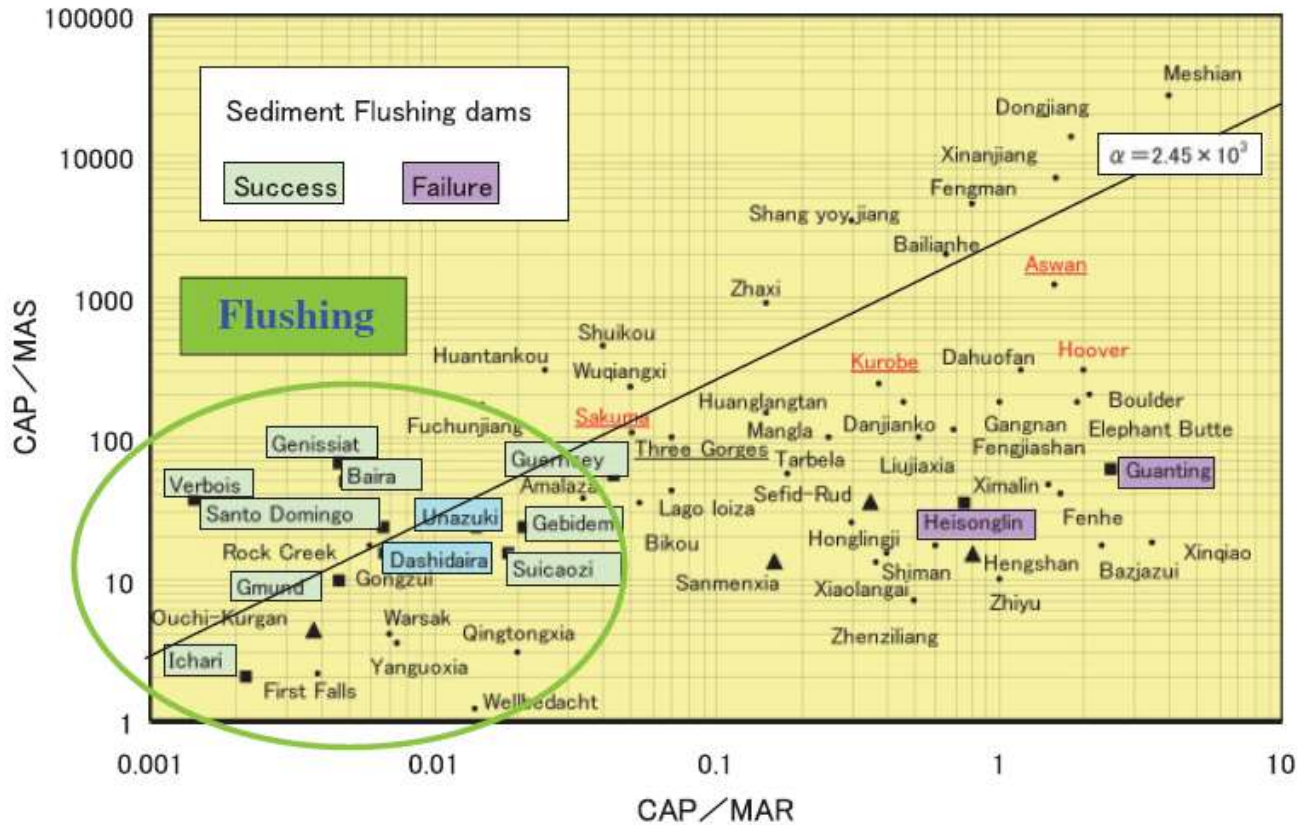 100000
10000
1000
100
10
1
CAP/MAS
Sediment Flushing dams
Success
Failure
Flushing
Meshian
Dongjiang
α=2.45×10³
Xinanjiang
Fengman
Shang yoy jiang
Bailianhe
Aswan
Zhaxi
Shuikou
Huantankou
Wuqiangxi
Kurobe
Dahuofan
Hoover
Huanglangtan
Boulder
Sakuma
Fuchunjiang
Mangla
Danjianko
Gangnan
Elephant Butte
Genissiat
Three Gorges
Fengjiashan
Guernsey
Tarbela
Liujiaxia
Guanting
Baira
Verbois
Amalaza
Sefid-Rud
Ximalin
Santo Domingo
Unazuki
Gebidem
Lago loiza
Heisonglin
Fenhe
Rock Creek
Dashidaira
Suicaozi
Bikou
Honglingji
Xinqiao
Gmund
Gongzui
Sanmenxia
Shiman
Hengshan
Bazjazui
Xiaolangai
Zhiyu
Ouchi-Kurgan
Warsak
Qingtongxia
Zhenziliang
Ichari
Yanguoxia
First Falls
Wellbedacht
0.001
0.01
0.1
1
10
CAP/MAR